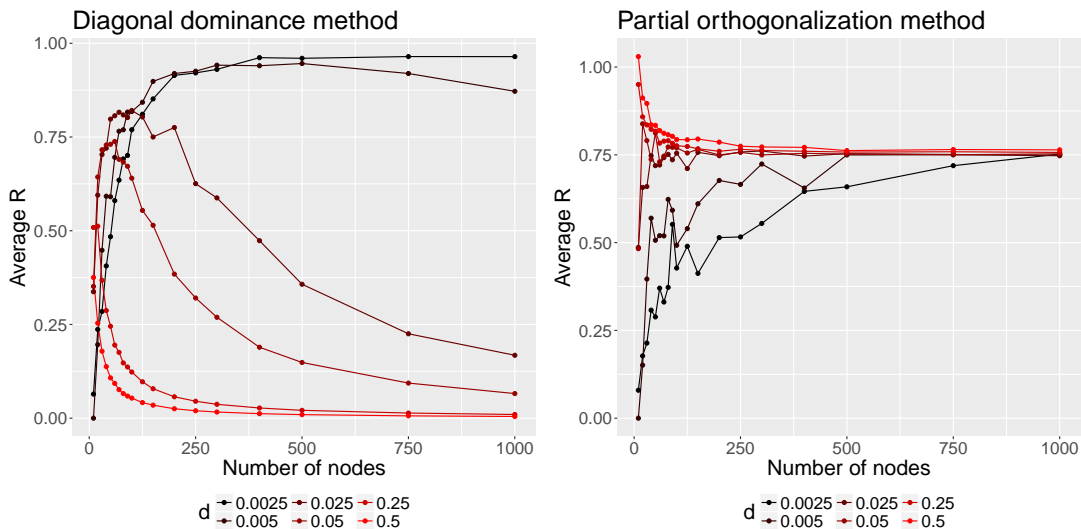 Diagonal dominance method
Partial orthogonalization method
Average R
1.00
0.75
0.50
0.25
0.00
0 250 500 750 1000
Number of nodes
d 0.0025 0.025 0.25
0.005 0.05 0.5
Average R
1.00
0.75
0.50
0.25
0.00
0 250 500 750 1000
Number of nodes
d 0.0025 0.025 0.25
0.005 0.05 0.5